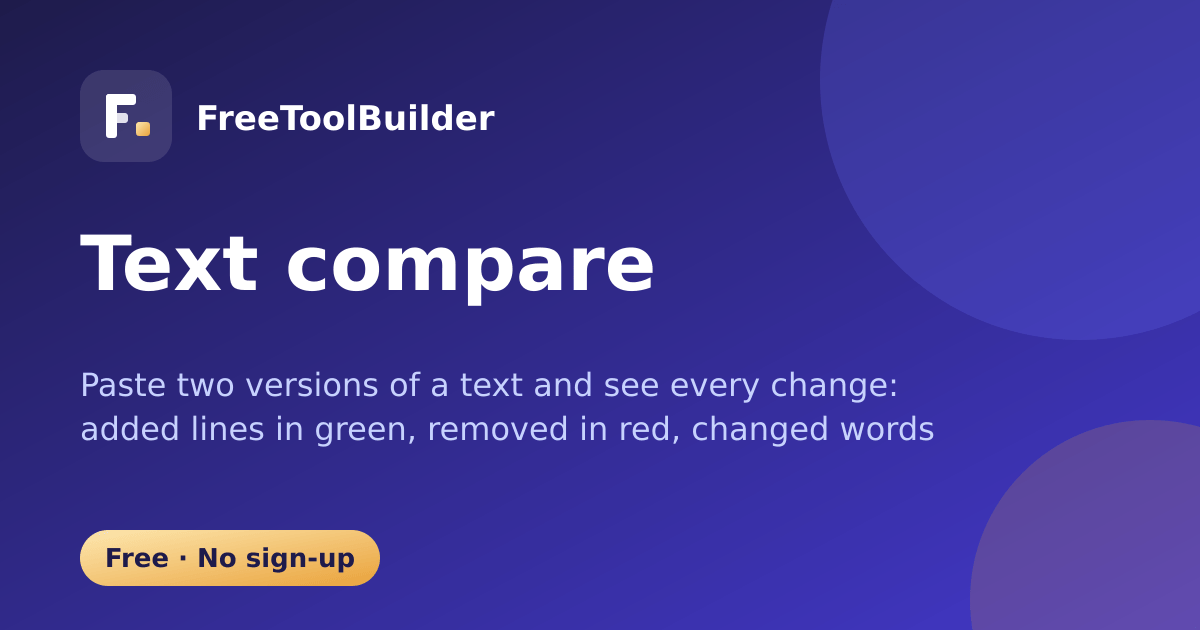 F.
FreeToolBuilder
Text compare
Paste two versions of a text and see every change:
added lines in green, removed in red, changed words
Free · No sign-up